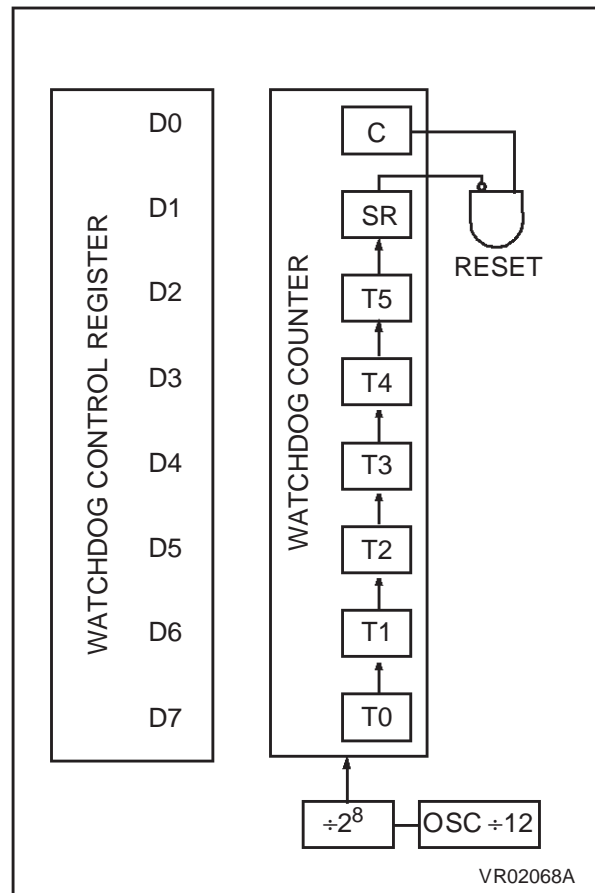 WATCHDOG CONTROL REGISTER
D0
D1
D2
D3
D4
D5
D6
D7
WATCHDOG COUNTER
C
SR
T5
T4
T3
T2
T1
T0
RESET
÷2⁸
OSC ÷12
VR02068A